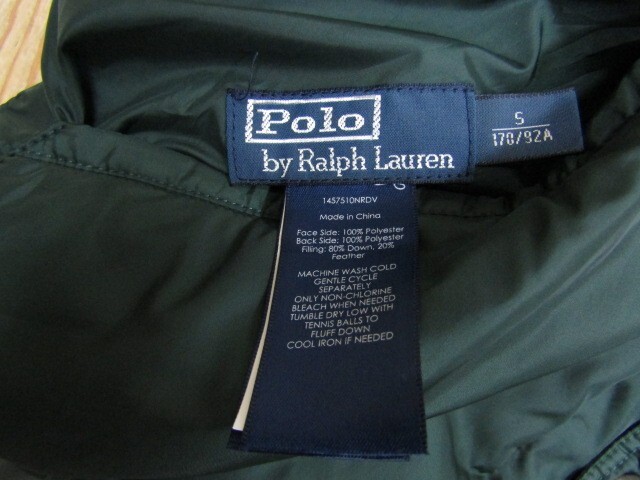 Polo
by Ralph Lauren
S
170/92A
1457510NRDV
Made in China
Face Side: 100% Polyester
Back Side: 100% Polyester
Filing: 80% Down, 20%
Feather
MACHINE WASH COLD
GENTLE CYCLE
SEPARATELY
ONLY NON-CHLORINE
BLEACH WHEN NEEDED
TUMBLE DRY LOW WITH
TENNIS BALLS TO
FLUFF DOWN
COOL IRON IF NEEDED